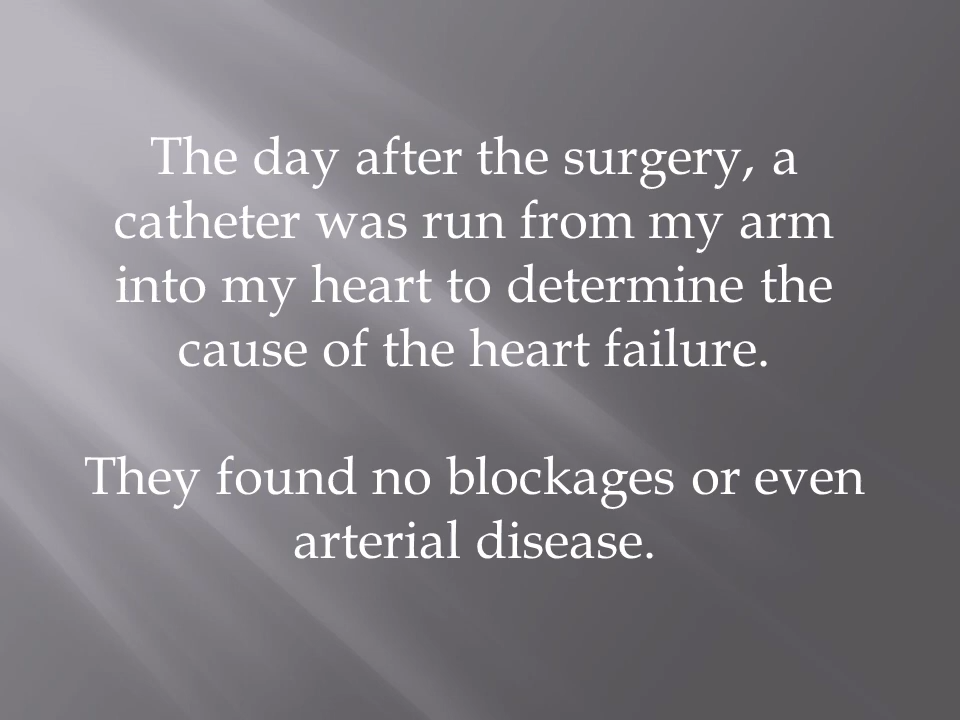 The day after the surgery, a
catheter was run from my arm
into my heart to determine the
cause of the heart failure.
They found no blockages or even
arterial disease.